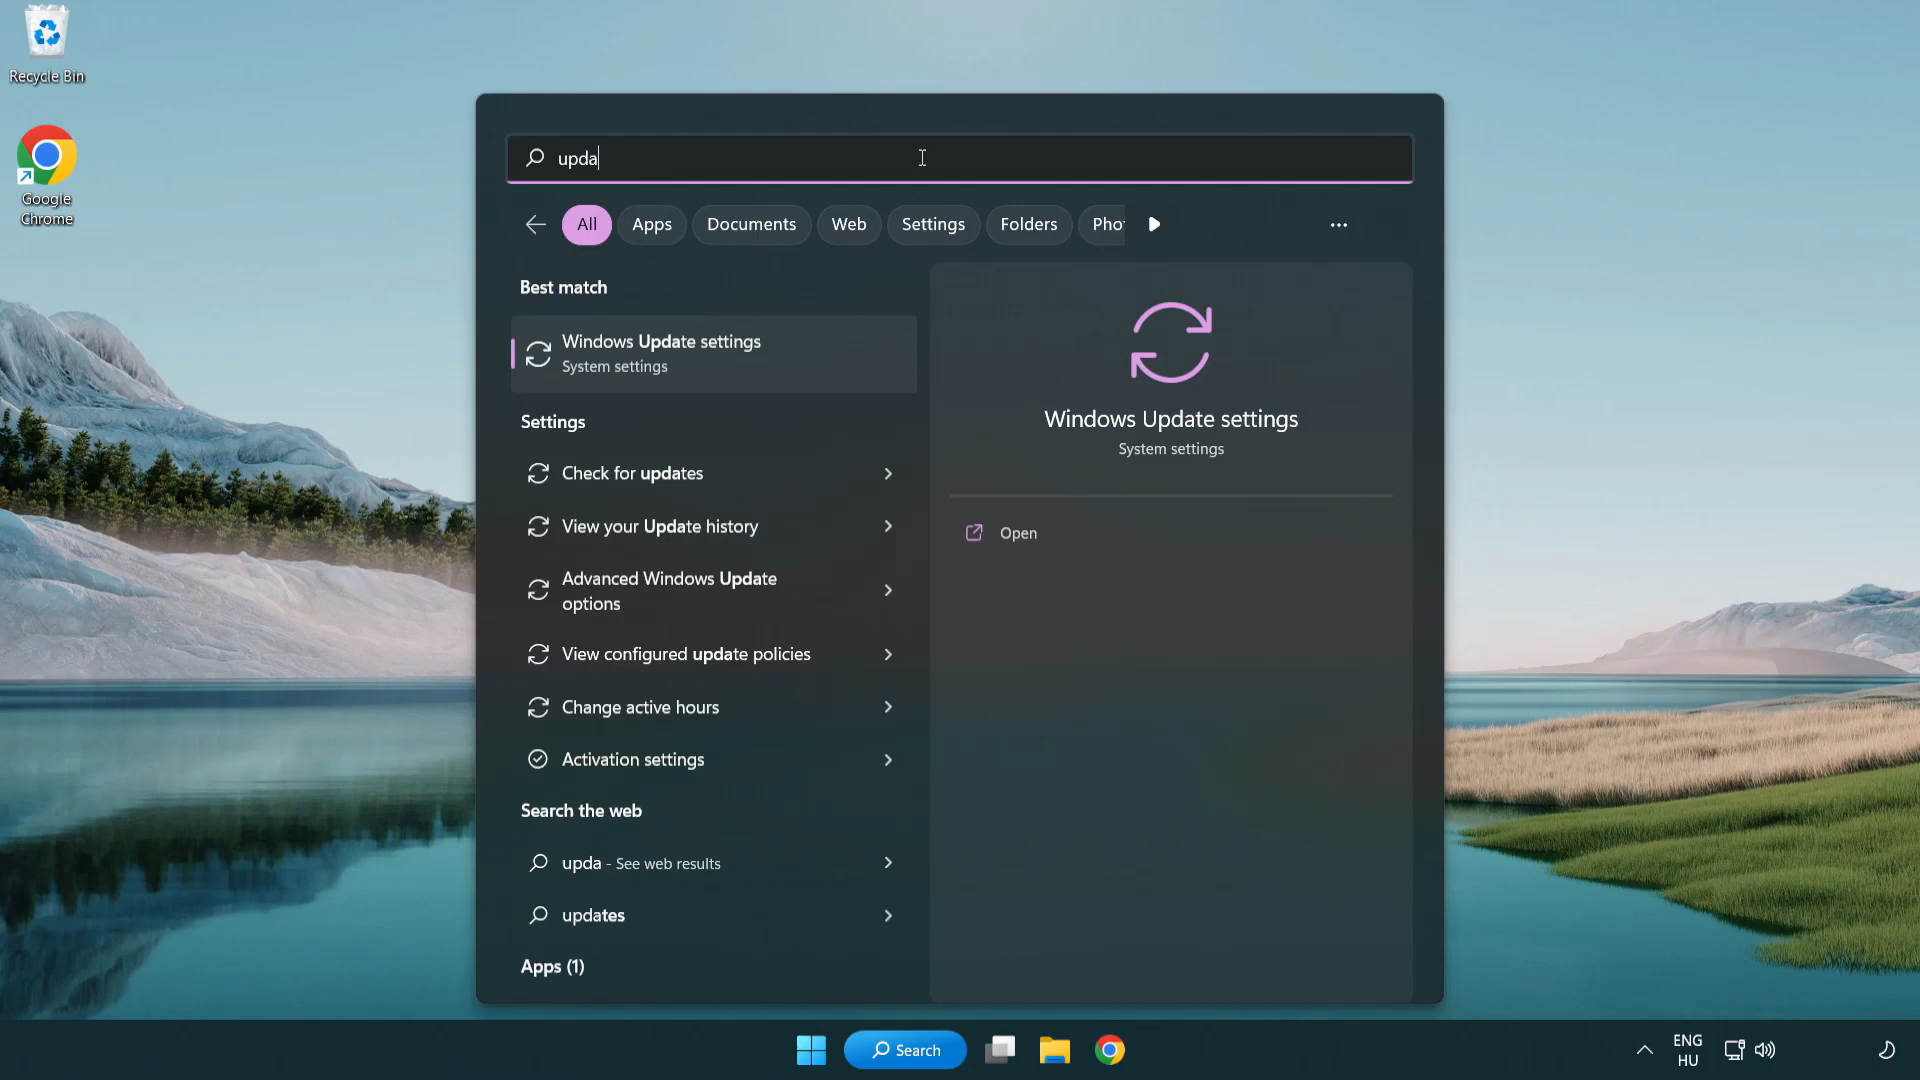 Recycle Bin
Google
Chrome
upda
All
Apps
Documents
Web
Settings
Folders
Pho
Best match
Windows Update settings
System settings
Settings
Check for updates
View your Update history
Advanced Windows Update
options
View configured update policies
Change active hours
Activation settings
Search the web
upda - See web results
updates
Apps (1)
Windows Update settings
System settings
Open
Search
ENG
HU